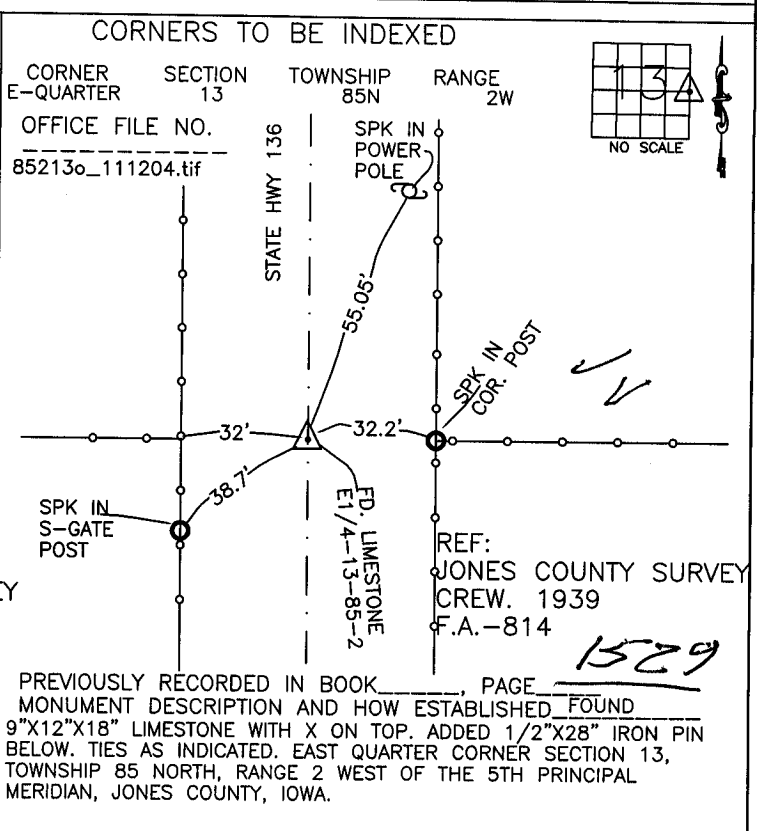 CORNERS TO BE INDEXED
CORNER SECTION TOWNSHIP RANGE
E-QUARTER 13 85N 2W
13
NO SCALE
OFFICE FILE NO.
85213o_111204.tif
STATE HWY 136
SPK IN
POWER
POLE
55.05'
SPK IN
COR. POST
32'
32.2'
38.7'
SPK IN
S-GATE
POST
FD. LIMESTONE
E1/4-13-85-2
REF:
JONES COUNTY SURVEY
CREW. 1939
F.A.-814
EY
1529
PREVIOUSLY RECORDED IN BOOK______, PAGE_____
MONUMENT DESCRIPTION AND HOW ESTABLISHED_FOUND
9"X12"X18" LIMESTONE WITH X ON TOP. ADDED 1/2"X28" IRON PIN
BELOW. TIES AS INDICATED. EAST QUARTER CORNER SECTION 13,
TOWNSHIP 85 NORTH, RANGE 2 WEST OF THE 5TH PRINCIPAL
MERIDIAN, JONES COUNTY, IOWA.